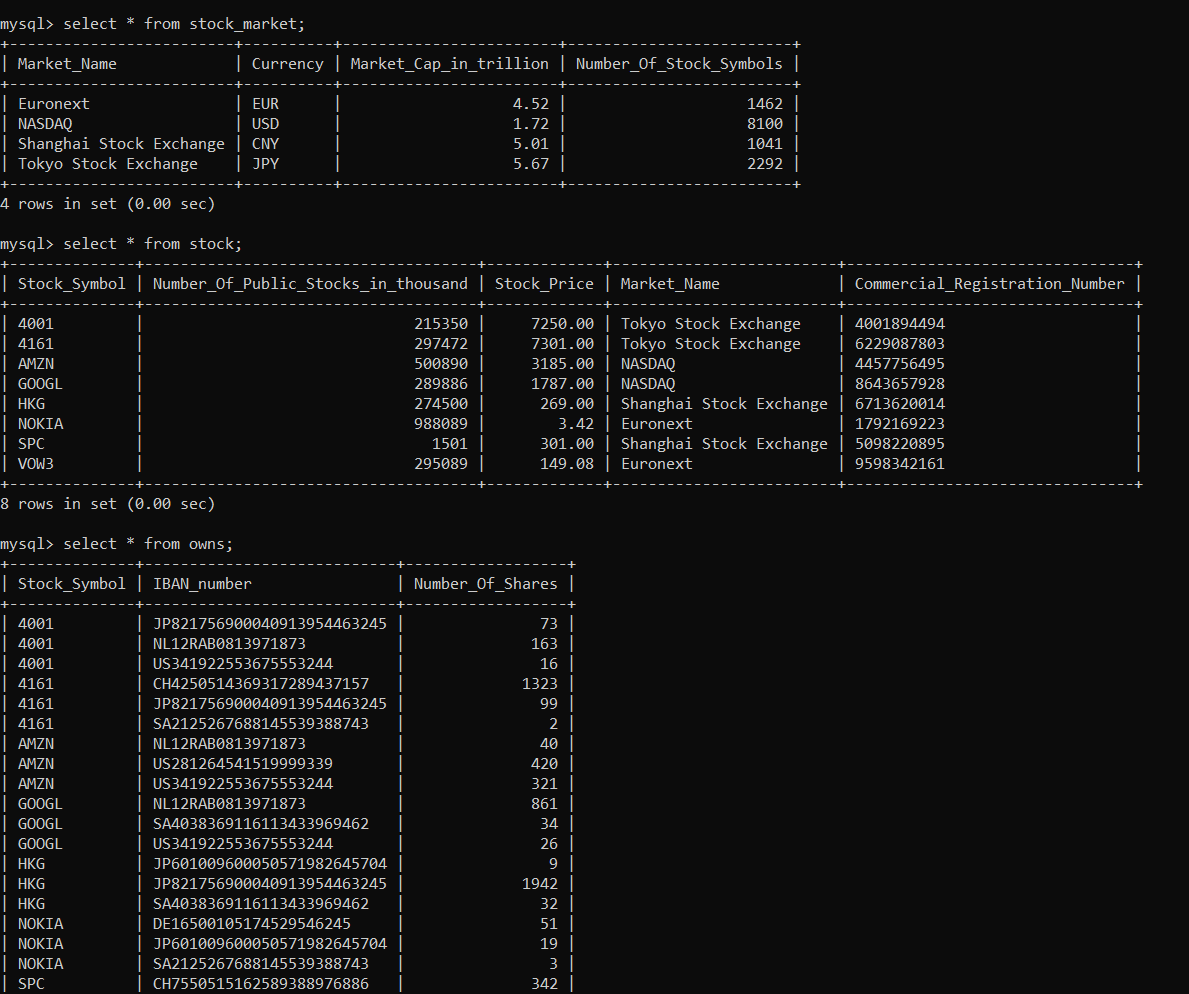 mysql> select * from stock_market;
+-------------------------+----------+------------------------+-------------------------+
| Market_Name             | Currency | Market_Cap_in_trillion | Number_Of_Stock_Symbols |
+-------------------------+----------+------------------------+-------------------------+
| Euronext                | EUR      |                   4.52 |                    1462 |
| NASDAQ                  | USD      |                   1.72 |                    8100 |
| Shanghai Stock Exchange | CNY      |                   5.01 |                    1041 |
| Tokyo Stock Exchange    | JPY      |                   5.67 |                    2292 |
+-------------------------+----------+------------------------+-------------------------+
4 rows in set (0.00 sec)
mysql> select * from stock;
+--------------+-------------------------------------+-------------+-------------------------+--------------------------------+
| Stock_Symbol | Number_Of_Public_Stocks_in_thousand | Stock_Price | Market_Name             | Commercial_Registration_Number |
+--------------+-------------------------------------+-------------+-------------------------+--------------------------------+
| 4001         |                              215350 |     7250.00 | Tokyo Stock Exchange    | 4001894494                     |
| 4161         |                              297472 |     7301.00 | Tokyo Stock Exchange    | 6229087803                     |
| AMZN         |                              500890 |     3185.00 | NASDAQ                  | 4457756495                     |
| GOOGL        |                              289886 |     1787.00 | NASDAQ                  | 8643657928                     |
| HKG          |                              274500 |      269.00 | Shanghai Stock Exchange | 6713620014                     |
| NOKIA        |                              988089 |        3.42 | Euronext                | 1792169223                     |
| SPC          |                                1501 |      301.00 | Shanghai Stock Exchange | 5098220895                     |
| VOW3         |                              295089 |      149.08 | Euronext                | 9598342161                     |
+--------------+-------------------------------------+-------------+-------------------------+--------------------------------+
8 rows in set (0.00 sec)
mysql> select * from owns;
+--------------+----------------------------+------------------+
| Stock_Symbol | IBAN_number                | Number_Of_Shares |
+--------------+----------------------------+------------------+
| 4001         | JP821756900040913954463245 |               73 |
| 4001         | NL12RAB0813971873          |              163 |
| 4001         | US341922553675553244       |               16 |
| 4161         | CH4250514369317289437157   |             1323 |
| 4161         | JP821756900040913954463245 |               99 |
| 4161         | SA2125267688145539388743   |                2 |
| AMZN         | NL12RAB0813971873          |               40 |
| AMZN         | US281264541519999339       |              420 |
| AMZN         | US341922553675553244       |              321 |
| GOOGL        | NL12RAB0813971873          |              861 |
| GOOGL        | SA4038369116113433969462   |               34 |
| GOOGL        | US341922553675553244       |               26 |
| HKG          | JP601009600050571982645704 |                9 |
| HKG          | JP821756900040913954463245 |             1942 |
| HKG          | SA4038369116113433969462   |               32 |
| NOKIA        | DE16500105174529546245     |               51 |
| NOKIA        | JP601009600050571982645704 |               19 |
| NOKIA        | SA2125267688145539388743   |                3 |
| SPC          | CH7550515162589388976886   |              342 |